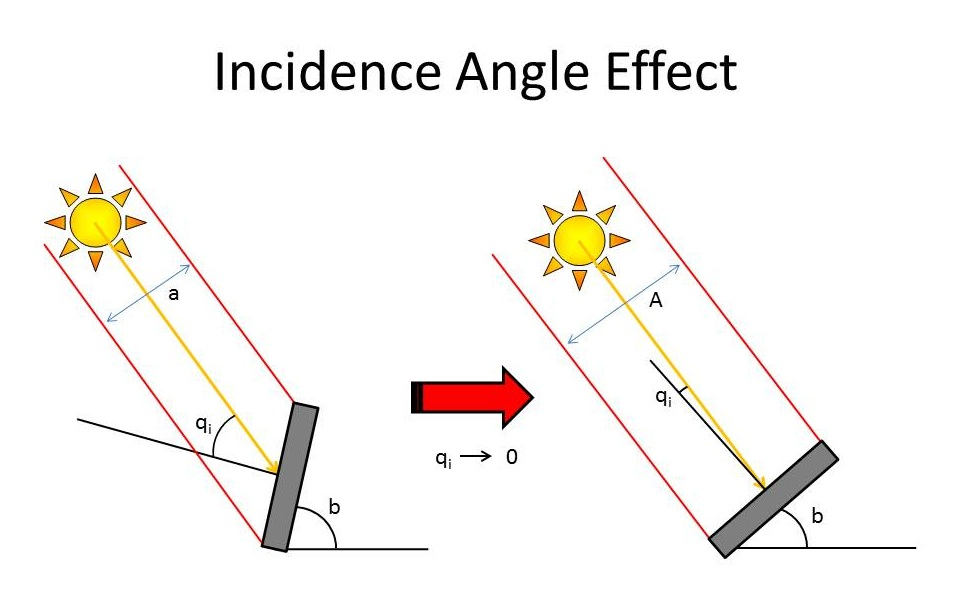 Incidence Angle Effect
a
qi
b
qi → 0
A
qi
b